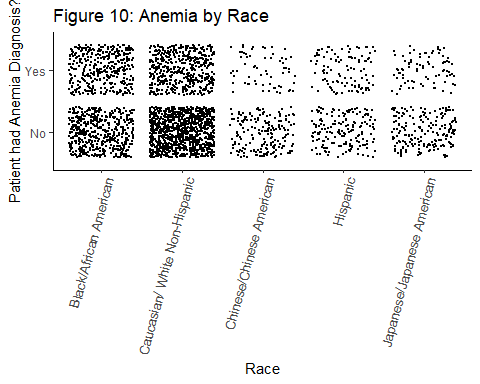 Figure 10: Anemia by Race
Patient had Anemia Diagnosis?
Yes
No
Black/African American
Caucasian/ White Non-Hispanic
Chinese/Chinese American
Hispanic
Japanese/Japanese American
Race